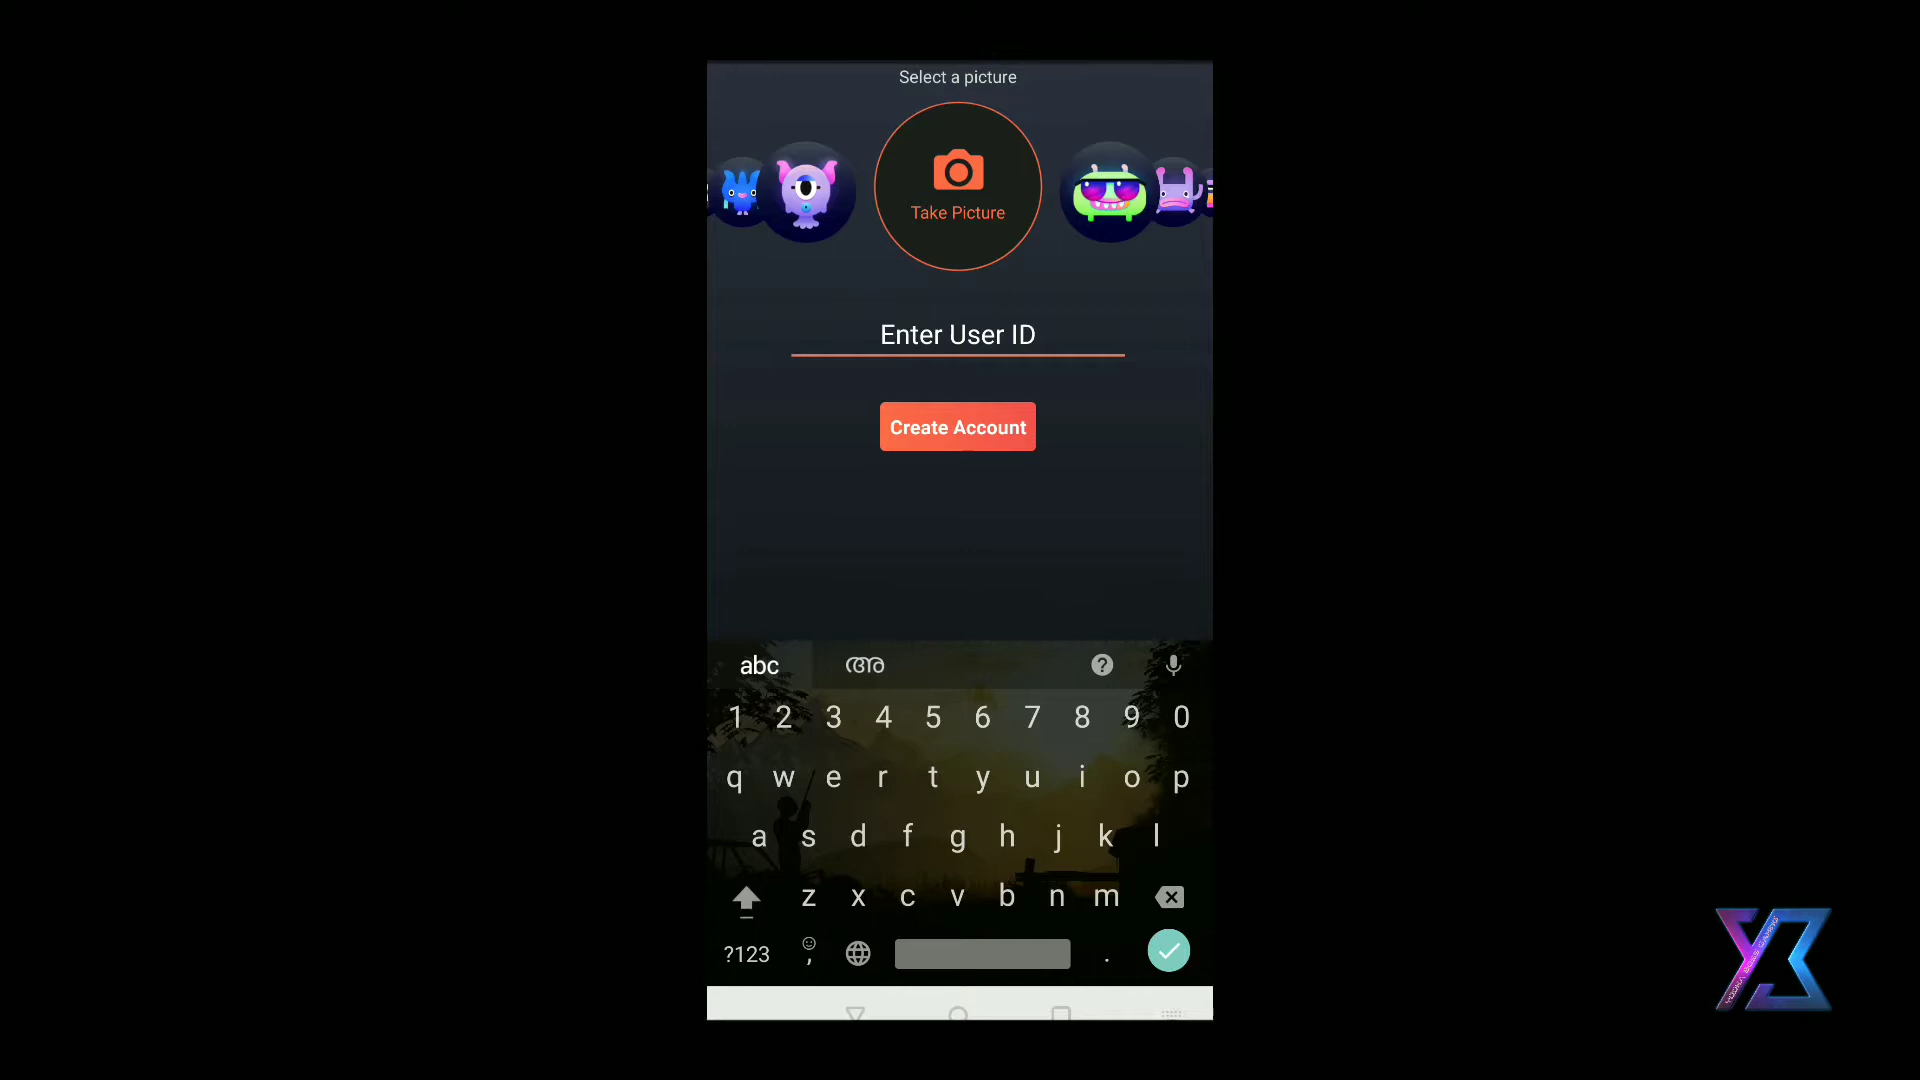 Select a picture
Take Picture
Enter User ID
Create Account
abc അ
1 2 3 4 5 6 7 8 9 0
q w e r t y u i o p
a s d f g h j k l
z x c v b n m
?123 , .